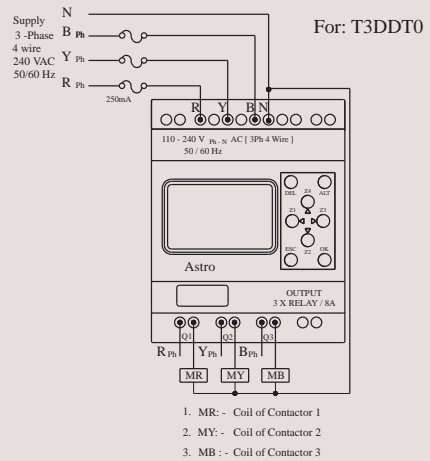 For: T3DDT0
Supply
3 -Phase
4 wire
240 VAC
50/60 Hz
N
B Ph
Y Ph
R Ph
250mA
R Y B N
110 - 240 V Ph - N AC [ 3Ph 4 Wire ]
50 / 60 Hz
DEL Z4 ALT
Z1 Z3
ESC Z2 OK
Astro
OUTPUT
3 X RELAY / 8A
Q1 Q2 Q3
RPh YPh BPh
MR MY MB
1. MR: - Coil of Contactor 1
2. MY: - Coil of Contactor 2
3. MB : - Coil of Contactor 3